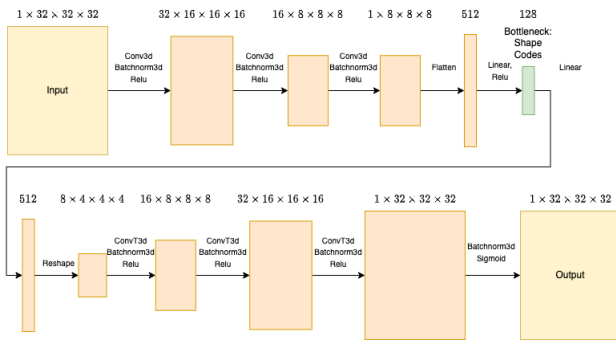 1 × 32 × 32 × 32
32 × 16 × 16 × 16
16 × 8 × 8 × 8
1 × 8 × 8 × 8
512
128
Bottleneck:
Shape
Codes
Input
Conv3d
Batchnorm3d
Relu
Conv3d
Batchnorm3d
Relu
Conv3d
Batchnorm3d
Relu
Flatten
Linear,
Relu
Linear
512
8 × 4 × 4 × 4
16 × 8 × 8 × 8
32 × 16 × 16 × 16
1 × 32 × 32 × 32
1 × 32 × 32 × 32
Reshape
ConvT3d
Batchnorm3d
Relu
ConvT3d
Batchnorm3d
Relu
ConvT3d
Batchnorm3d
Relu
Batchnorm3d
Sigmoid
Output